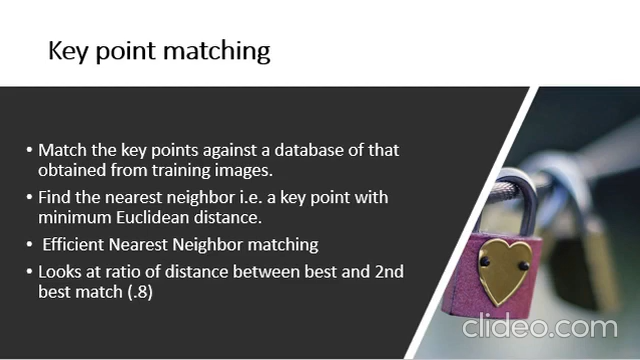 Key point matching
• Match the key points against a database of that
obtained from training images.
• Find the nearest neighbor i.e. a key point with
minimum Euclidean distance.
• Efficient Nearest Neighbor matching
• Looks at ratio of distance between best and 2nd
best match (.8)
clideo.com